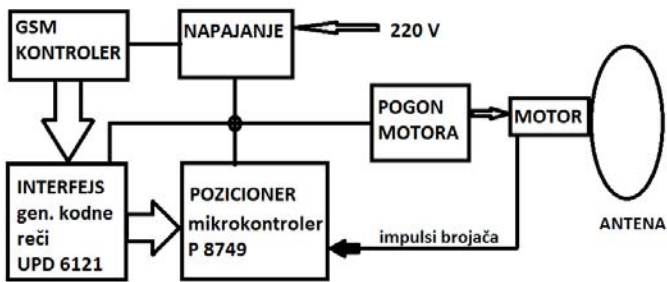 GSM
KONTROLER
NAPAJANJE
220 V
POGON
MOTORA
MOTOR
INTERFEJS
gen. kodne
reči
UPD 6121
POZICIONER
mikrokontroler
P 8749
impulsi brojača
ANTENA